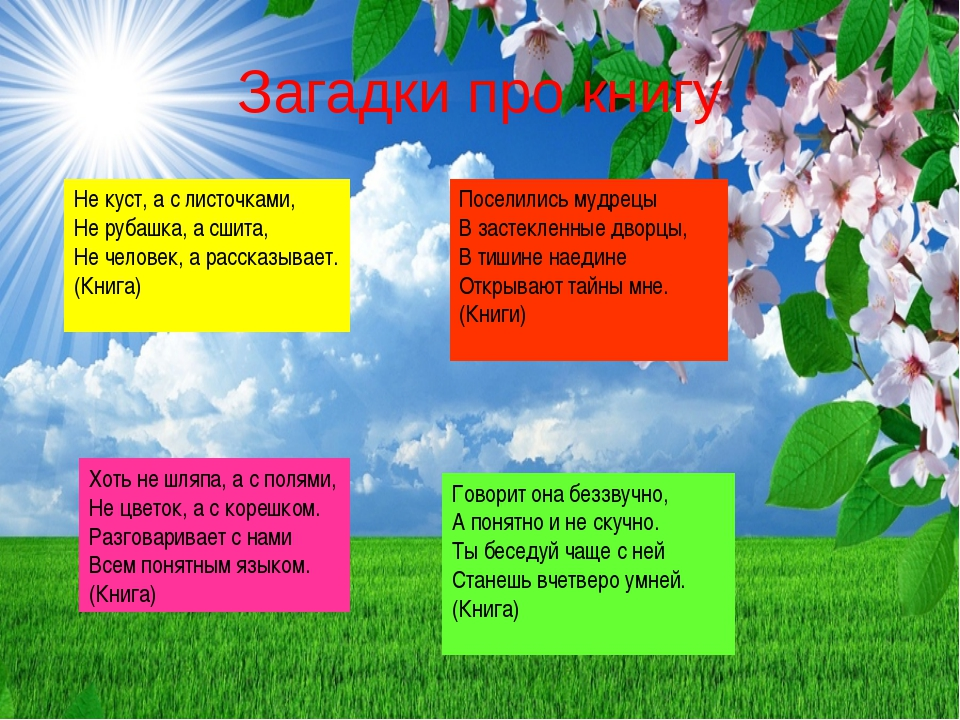 Загадки про книгу
Не куст, а с листочками,
Не рубашка, а сшита,
Не человек, а рассказывает.
(Книга)
Поселились мудрецы
В застекленные дворцы,
В тишине наедине
Открывают тайны мне.
(Книги)
Хоть не шляпа, а с полями,
Не цветок, а с корешком.
Разговаривает с нами
Всем понятным языком.
(Книга)
Говорит она беззвучно,
А понятно и не скучно.
Ты беседуй чаще с ней
Станешь вчетверо умней.
(Книга)